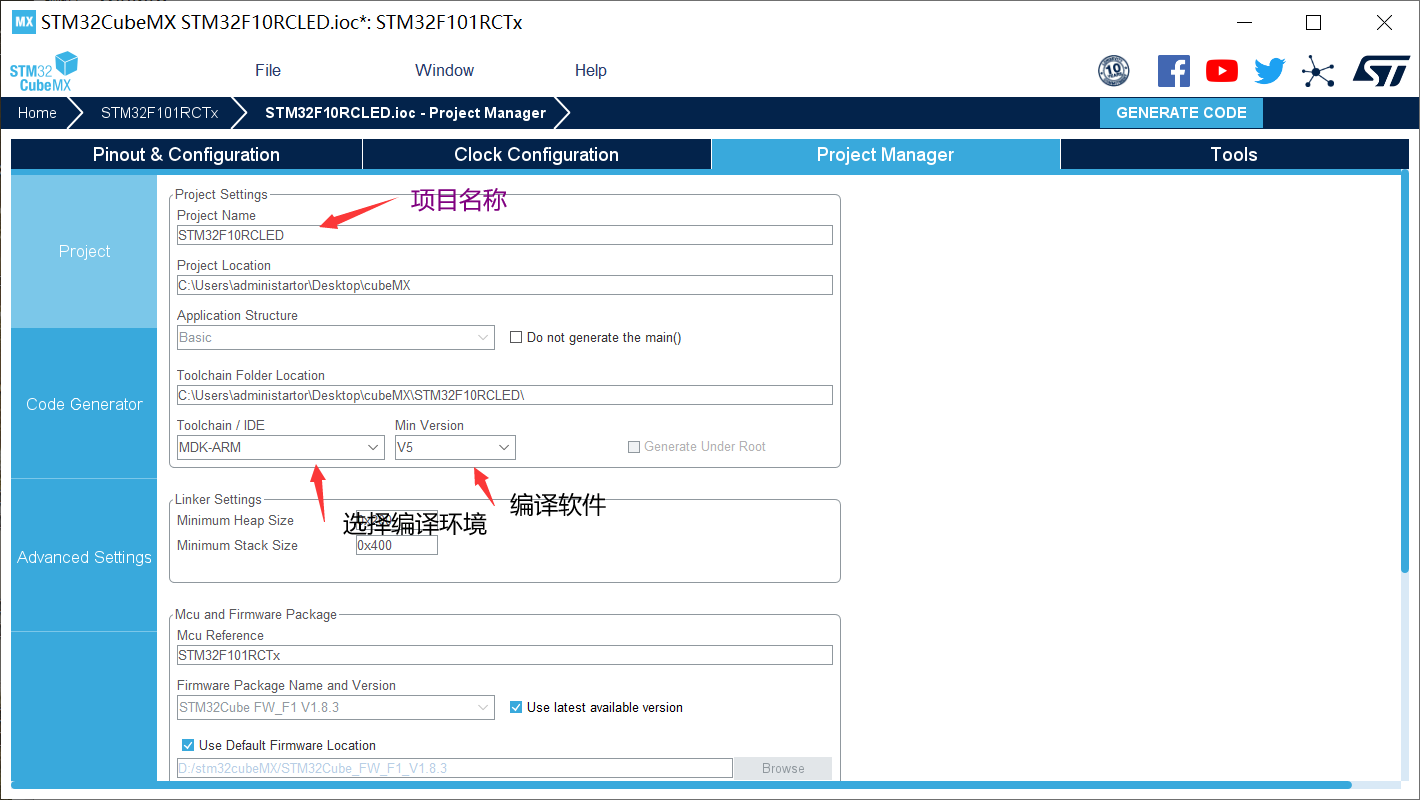 MX STM32CubeMX STM32F10RCLED.ioc*: STM32F101RCTx
STM32 CubeMX
File Window Help
10
ST
Home STM32F101RCTx STM32F10RCLED.ioc - Project Manager GENERATE CODE
Pinout & Configuration Clock Configuration Project Manager Tools
Project
Code Generator
Advanced Settings
Project Settings
项目名称
Project Name
STM32F10RCLED
Project Location
C:\Users\administartor\Desktop\cubeMX
Application Structure
Basic Do not generate the main()
Toolchain Folder Location
C:\Users\administartor\Desktop\cubeMX\STM32F10RCLED\
Toolchain / IDE Min Version
MDK-ARM V5 Generate Under Root
编译软件
选择编译环境
Linker Settings
Minimum Heap Size
Minimum Stack Size 0x400
Mcu and Firmware Package
Mcu Reference
STM32F101RCTx
Firmware Package Name and Version
STM32Cube FW_F1 V1.8.3 Use latest available version
Use Default Firmware Location
D:/stm32cubeMX/STM32Cube_FW_F1_V1.8.3 Browse